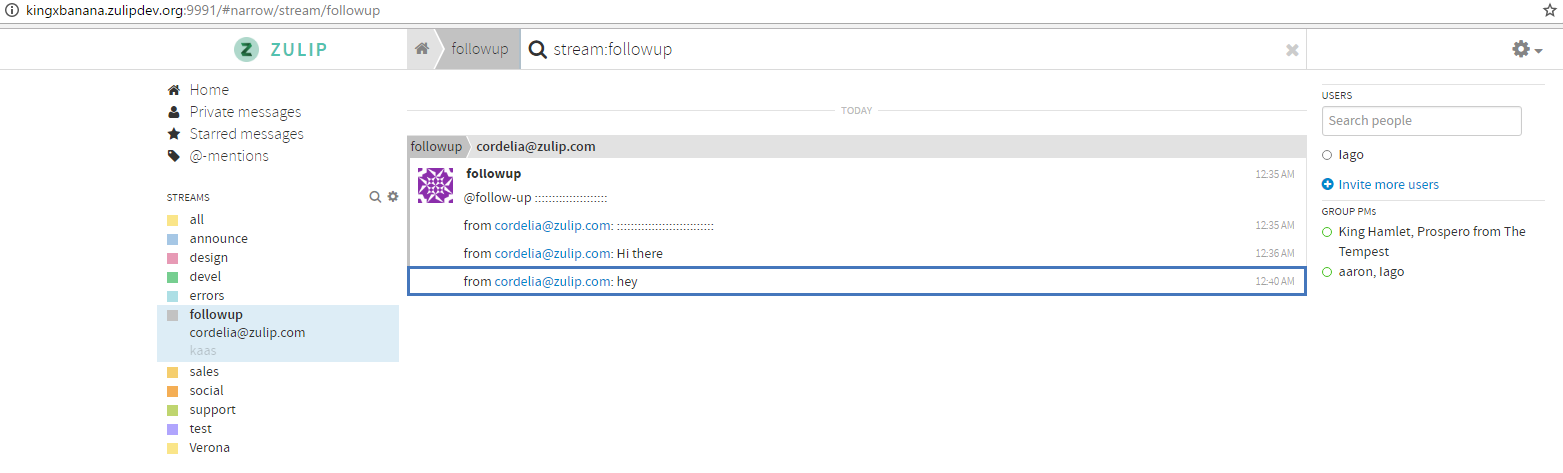 kingxbanana.zulipdev.org:9991/#narrow/stream/followup
ZULIP
followup
stream:followup
Home
Private messages
Starred messages
@-mentions
STREAMS
all
announce
design
devel
errors
followup
cordelia@zulip.com
kaas
sales
social
support
test
Verona
TODAY
followup cordelia@zulip.com
followup 12:35 AM
@follow-up :::::::::::::::::::::
from cordelia@zulip.com: :::::::::::::::::::::::::::: 12:35 AM
from cordelia@zulip.com: Hi there 12:36 AM
from cordelia@zulip.com: hey 12:40 AM
USERS
Search people
Iago
Invite more users
GROUP PMs
King Hamlet, Prospero from The
Tempest
aaron, Iago